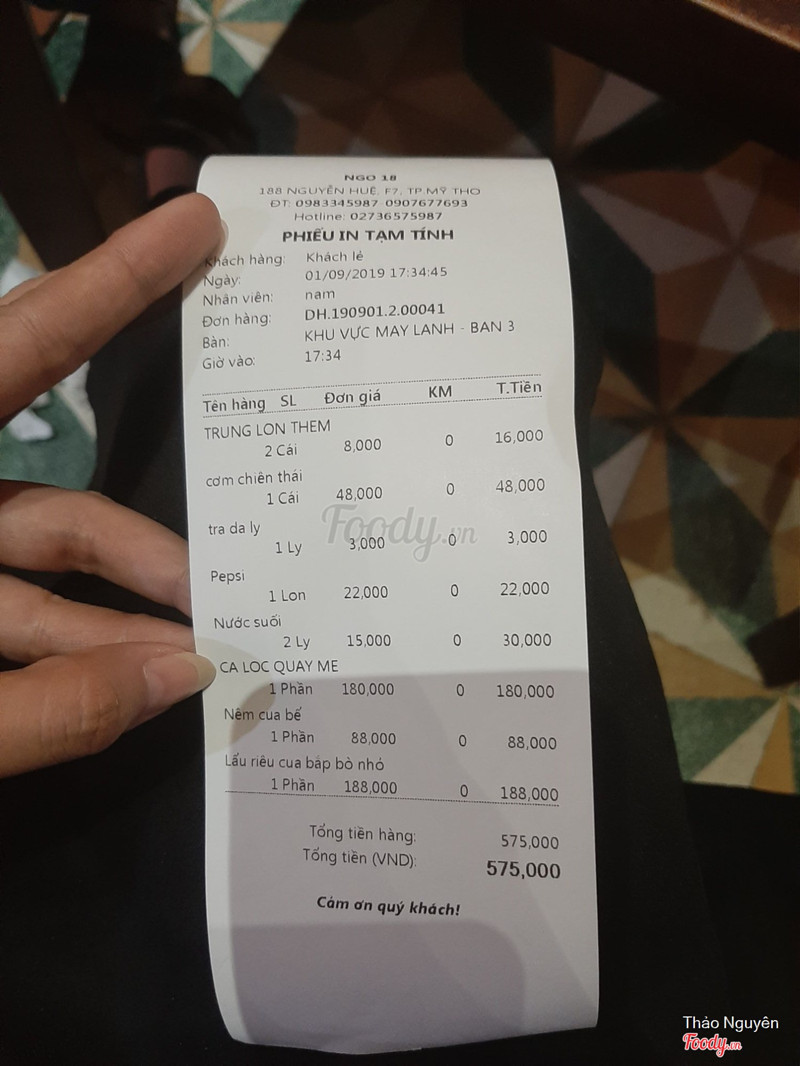 NGO 18
188 NGUYỄN HUỆ, F7, TP.MỸ THO
ĐT: 0983345987 0907677693
Hotline: 02736575987
PHIẾU IN TẠM TÍNH
Khách hàng: Khách lẻ
Ngày: 01/09/2019 17:34:45
Nhân viên: nam
Đơn hàng: DH.190901.2.00041
Bàn: KHU VỰC MAY LANH - BAN 3
Giờ vào: 17:34
Tên hàng SL Đơn giá KM T.Tiền
TRUNG LON THEM
2 Cái 8,000 0 16,000
cơm chiên thái
1 Cái 48,000 0 48,000
tra da ly
1 Ly 3,000 0 3,000
Foody.vn
Pepsi
1 Lon 22,000 0 22,000
Nước suối
2 Ly 15,000 0 30,000
CA LOC QUAY ME
1 Phần 180,000 0 180,000
Nêm cua bể
1 Phần 88,000 0 88,000
Lẩu riêu cua bắp bò nhỏ
1 Phần 188,000 0 188,000
Tổng tiền hàng: 575,000
Tổng tiền (VND): 575,000
Cảm ơn quý khách!
Thảo Nguyên
Foody.vn